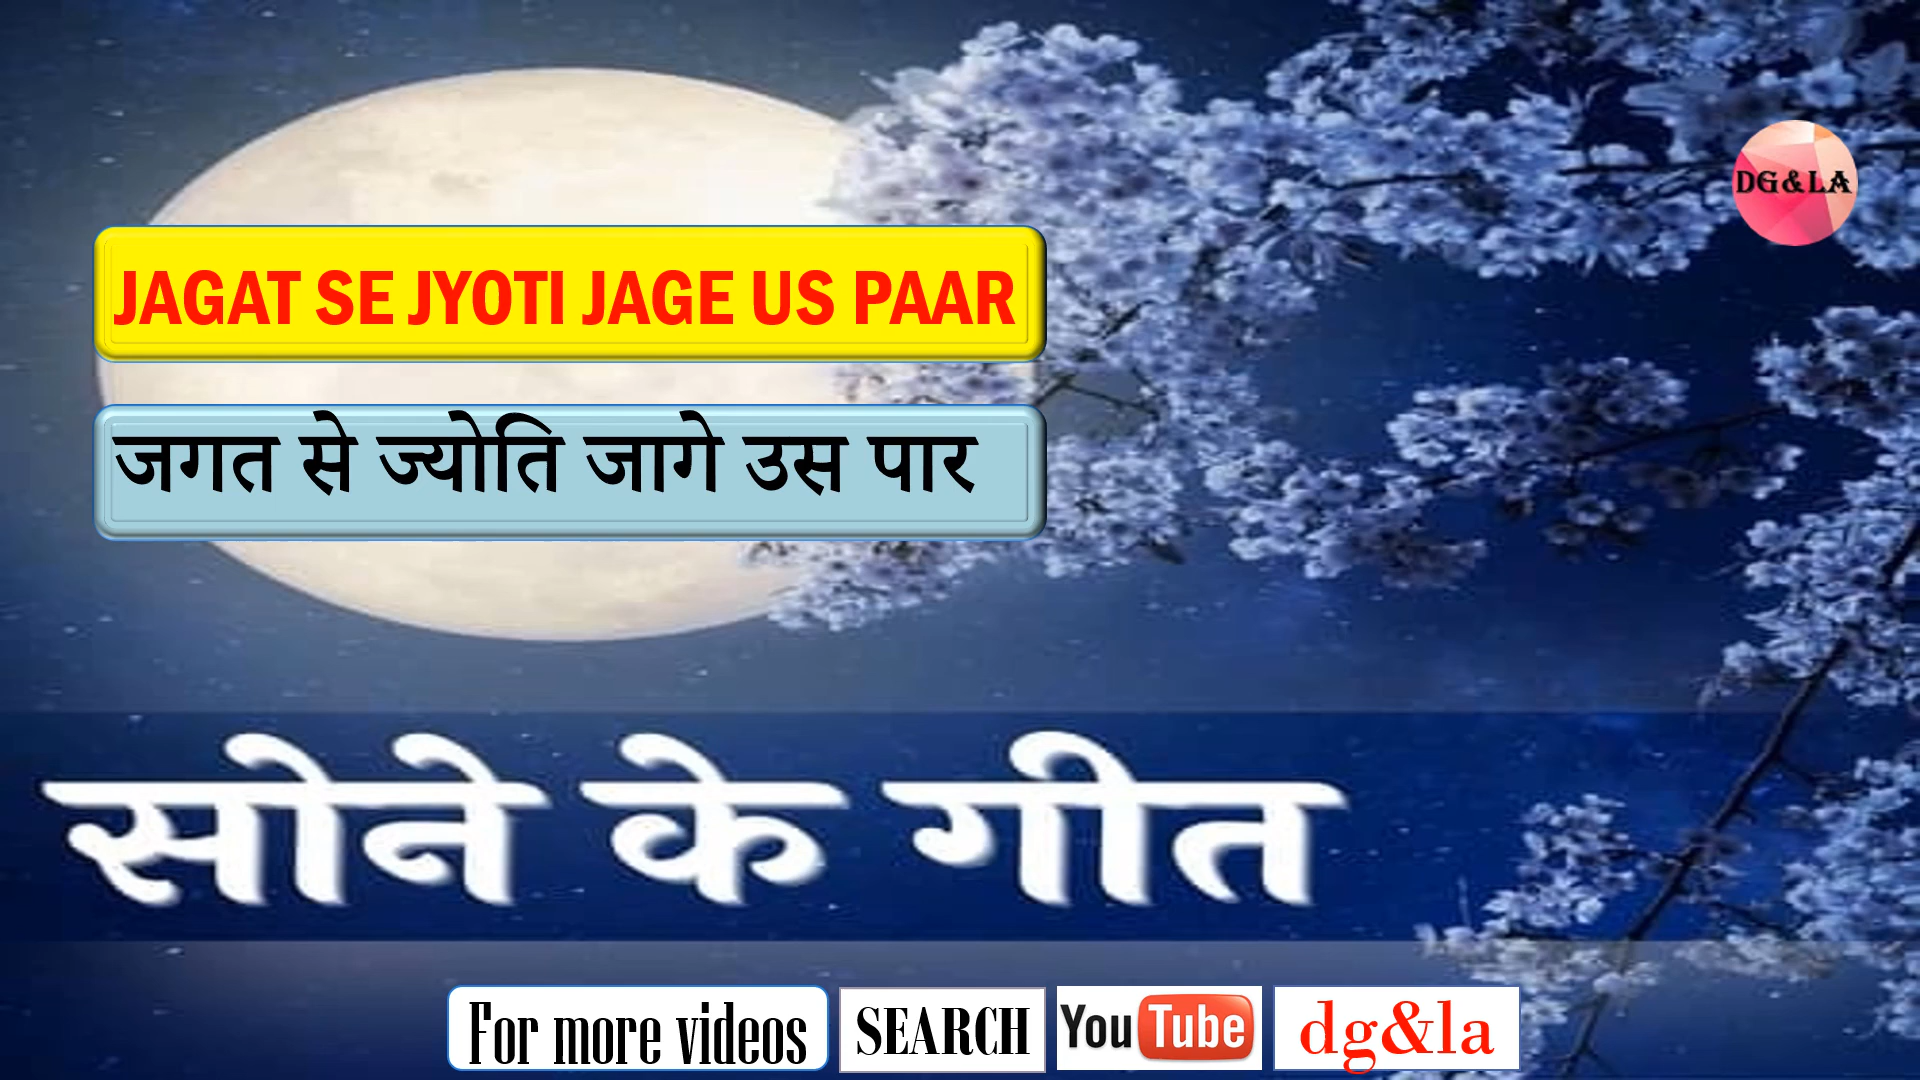 DG&LA
JAGAT SE JYOTI JAGE US PAAR
जगत से ज्योति जागे उस पार
सोने के गीत
For more videos SEARCH YouTube dg&la